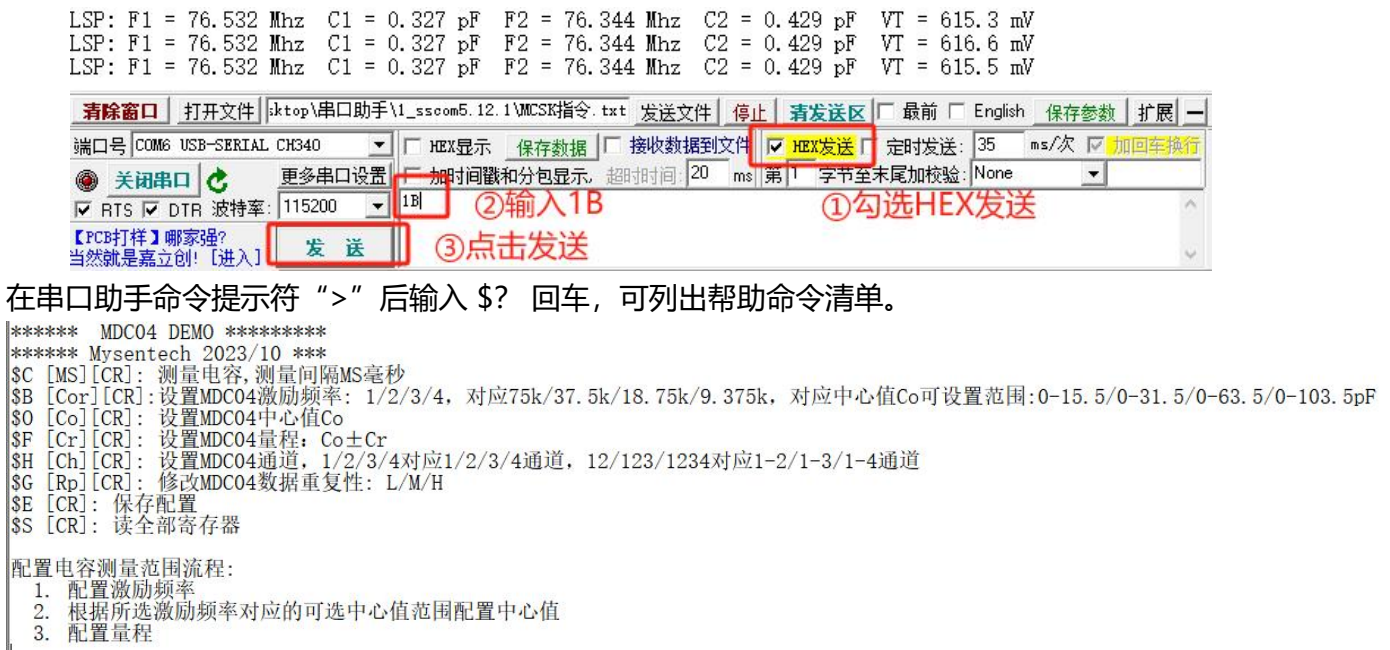 LSP: F1 = 76.532 Mhz  C1 = 0.327 pF  F2 = 76.344 Mhz  C2 = 0.429 pF  VT = 615.3 mV
LSP: F1 = 76.532 Mhz  C1 = 0.327 pF  F2 = 76.344 Mhz  C2 = 0.429 pF  VT = 616.6 mV
LSP: F1 = 76.532 Mhz  C1 = 0.327 pF  F2 = 76.344 Mhz  C2 = 0.429 pF  VT = 615.5 mV
清除窗口 打开文件 sktop\串口助手\1_sscom5.12.1\MCSK指令.txt 发送文件 停止 清发送区 最前 English 保存参数 扩展 —
端口号 COM6 USB-SERIAL CH340 HEX显示 保存数据 接收数据到文件 HEX发送 定时发送: 35 ms/次 加回车换行
关闭串口 更多串口设置 加时间戳和分包显示, 超时时间: 20 ms 第 1 字节至末尾加校验: None
RTS DTR 波特率: 115200 1B ②输入1B ①勾选HEX发送
【PCB打样】哪家强?
当然就是嘉立创! [进入] 发 送 ③点击发送
在串口助手命令提示符“>”后输入 $? 回车，可列出帮助命令清单。
****** MDC04 DEMO *********
****** Mysentech 2023/10 ***
$C [MS][CR]: 测量电容,测量间隔MS毫秒
$B [Cor][CR]:设置MDC04激励频率: 1/2/3/4, 对应75k/37.5k/18.75k/9.375k, 对应中心值Co可设置范围:0-15.5/0-31.5/0-63.5/0-103.5pF
$O [Co][CR]: 设置MDC04中心值Co
$F [Cr][CR]: 设置MDC04量程: Co±Cr
$H [Ch][CR]: 设置MDC04通道, 1/2/3/4对应1/2/3/4通道, 12/123/1234对应1-2/1-3/1-4通道
$G [Rp][CR]: 修改MDC04数据重复性: L/M/H
$E [CR]: 保存配置
$S [CR]: 读全部寄存器
配置电容测量范围流程:
1. 配置激励频率
2. 根据所选激励频率对应的可选中心值范围配置中心值
3. 配置量程